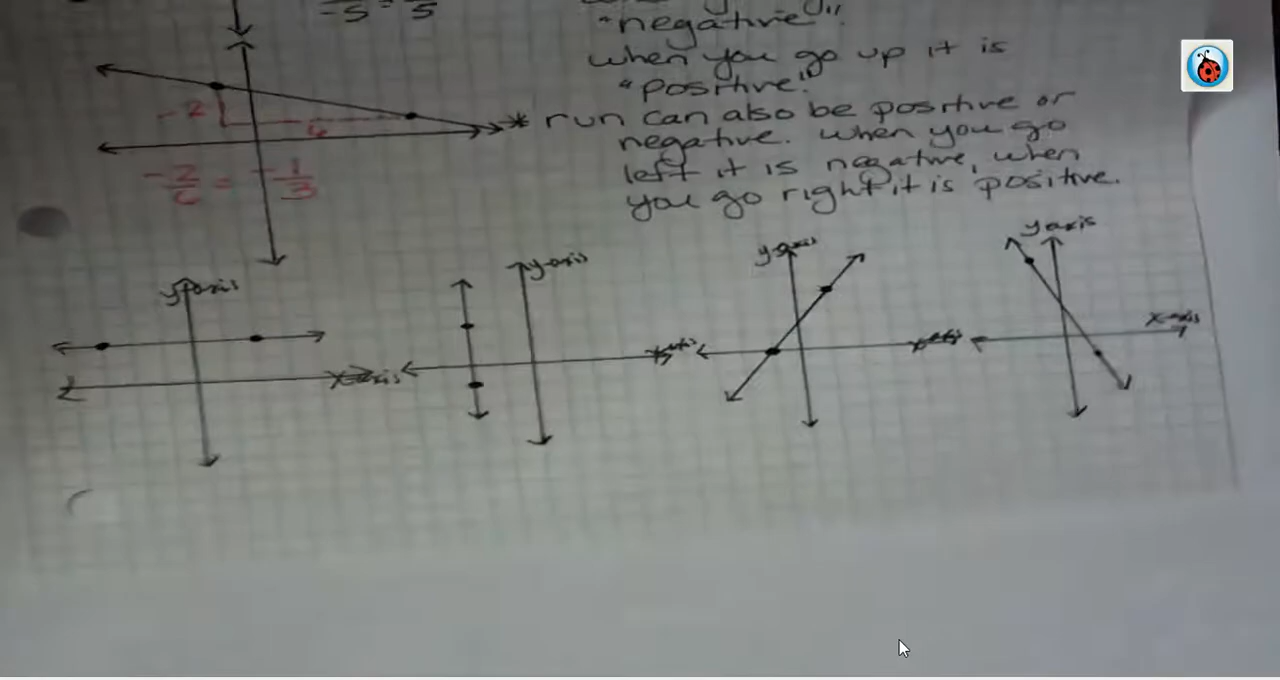 -5 = 5
"negative".
when you go up it is
"positive."
-2
6
* run can also be positive or
negative. when you go
left it is negative, when
you go right it is positive.
-2/6 = -1/3
y-axis
x-axis
y-axis
x-axis
y-axis
x-axis
y axis
x-axis